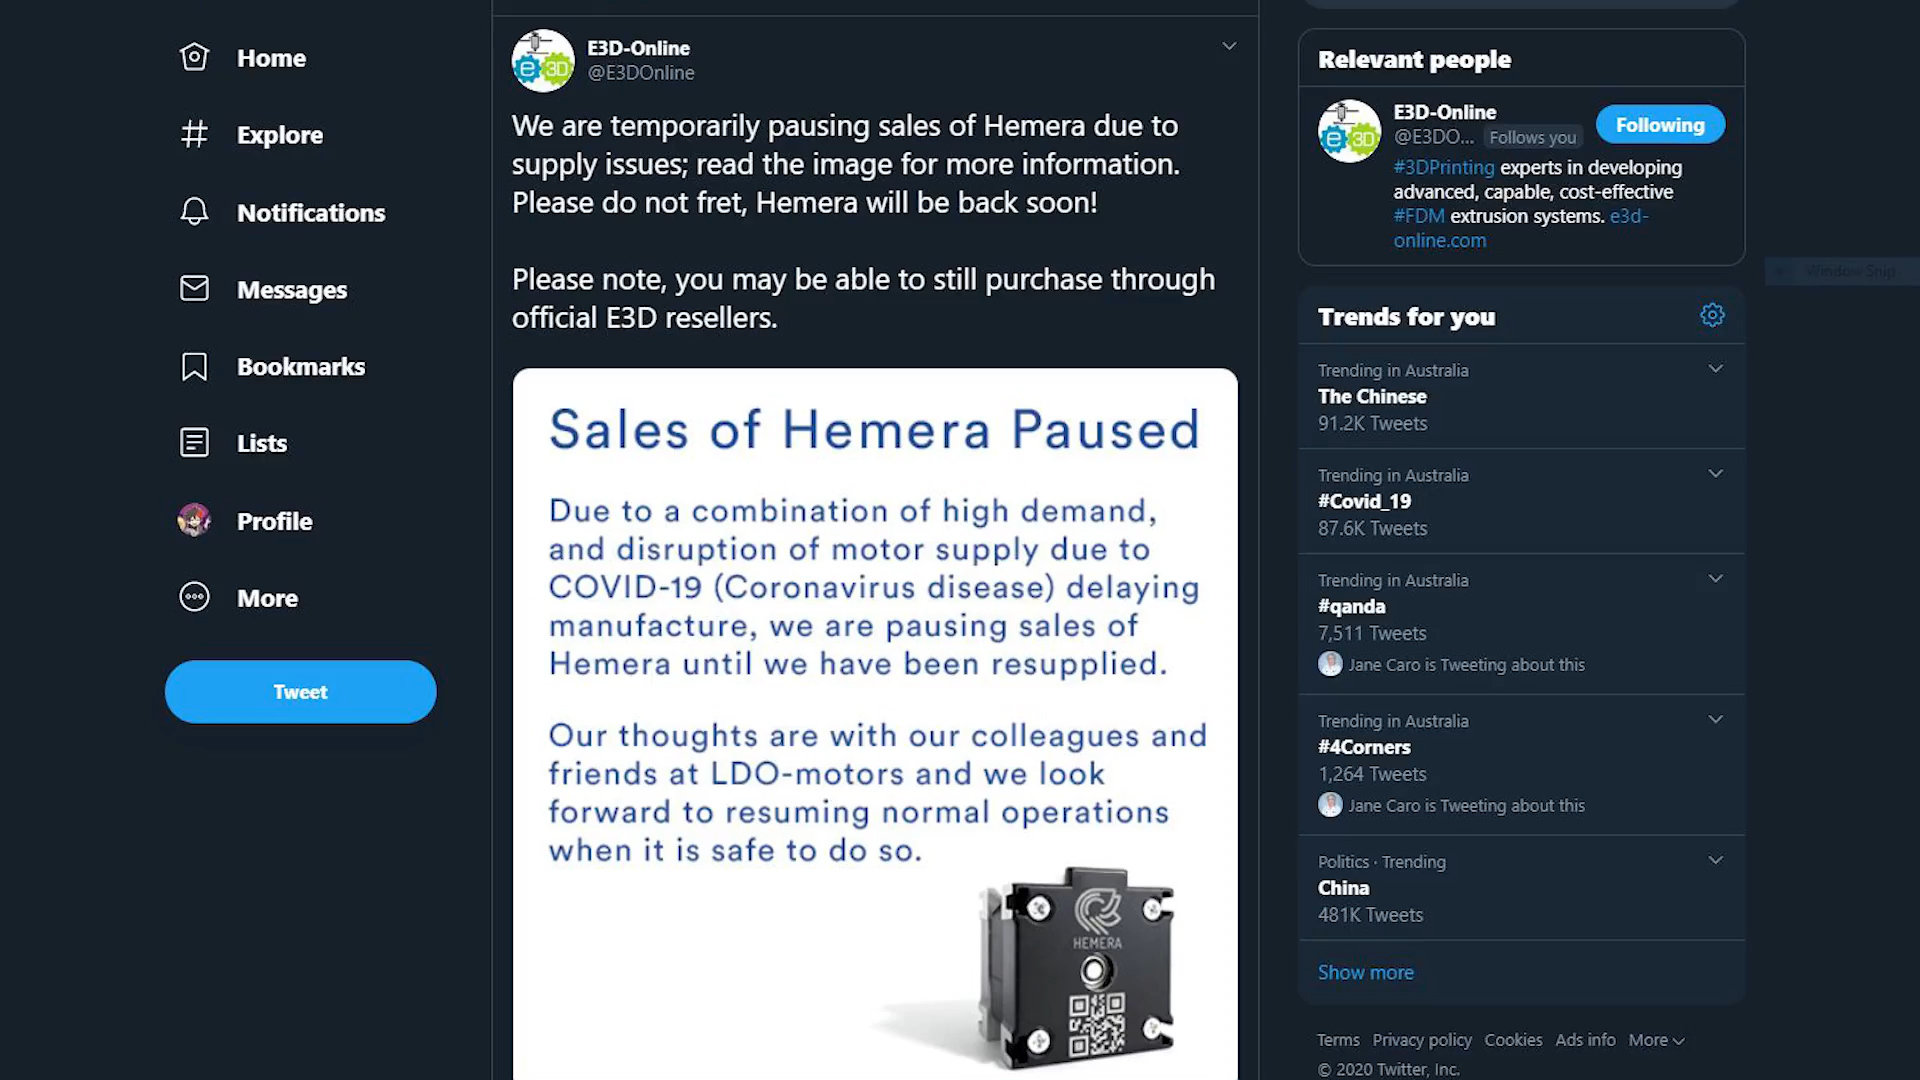 Home
Explore
Notifications
Messages
Bookmarks
Lists
Profile
More
Tweet
E3D-Online
@E3DOnline
We are temporarily pausing sales of Hemera due to
supply issues; read the image for more information.
Please do not fret, Hemera will be back soon!
Please note, you may be able to still purchase through
official E3D resellers.
Sales of Hemera Paused
Due to a combination of high demand,
and disruption of motor supply due to
COVID-19 (Coronavirus disease) delaying
manufacture, we are pausing sales of
Hemera until we have been resupplied.
Our thoughts are with our colleagues and
friends at LDO-motors and we look
forward to resuming normal operations
when it is safe to do so.
HEMERA
Relevant people
E3D-Online
@E3DO... Follows you
Following
#3DPrinting experts in developing
advanced, capable, cost-effective
#FDM extrusion systems. e3d-
online.com
Window Snip
Trends for you
Trending in Australia
The Chinese
91.2K Tweets
Trending in Australia
#Covid_19
87.6K Tweets
Trending in Australia
#qanda
7,511 Tweets
Jane Caro is Tweeting about this
Trending in Australia
#4Corners
1,264 Tweets
Jane Caro is Tweeting about this
Politics · Trending
China
481K Tweets
Show more
Terms Privacy policy Cookies Ads info More
© 2020 Twitter, Inc.